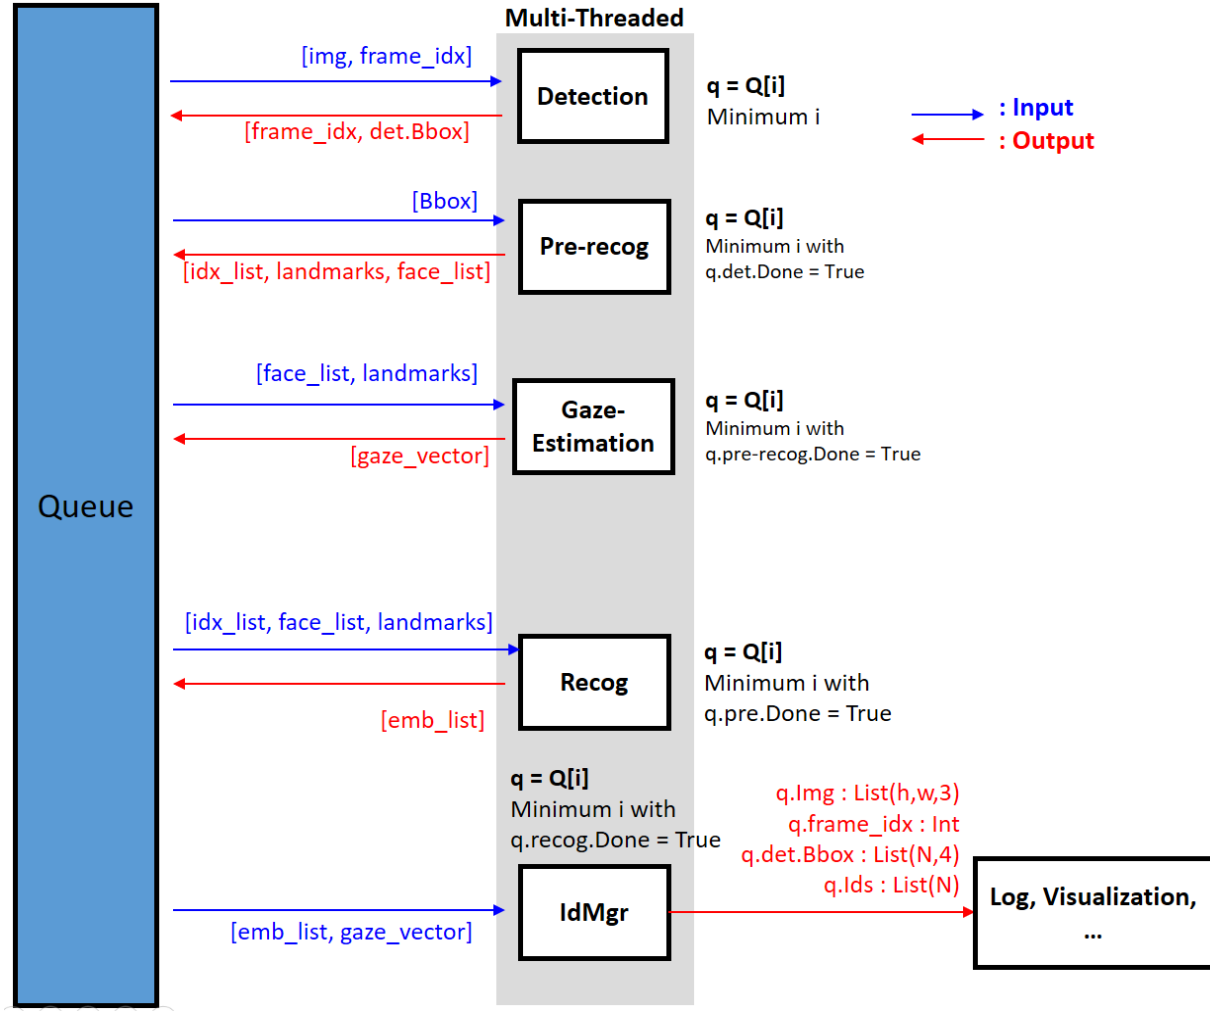 Multi-Threaded
[img, frame_idx]
Detection
q = Q[i]
Minimum i
: Input
: Output
[frame_idx, det.Bbox]
[Bbox]
Pre-recog
q = Q[i]
Minimum i with
q.det.Done = True
[idx_list, landmarks, face_list]
[face_list, landmarks]
Gaze-
Estimation
q = Q[i]
Minimum i with
q.pre-recog.Done = True
[gaze_vector]
Queue
[idx_list, face_list, landmarks]
Recog
q = Q[i]
Minimum i with
q.pre.Done = True
[emb_list]
q = Q[i]
Minimum i with
q.recog.Done = True
q.Img : List(h,w,3)
q.frame_idx : Int
q.det.Bbox : List(N,4)
q.Ids : List(N)
IdMgr
[emb_list, gaze_vector]
Log, Visualization,
...